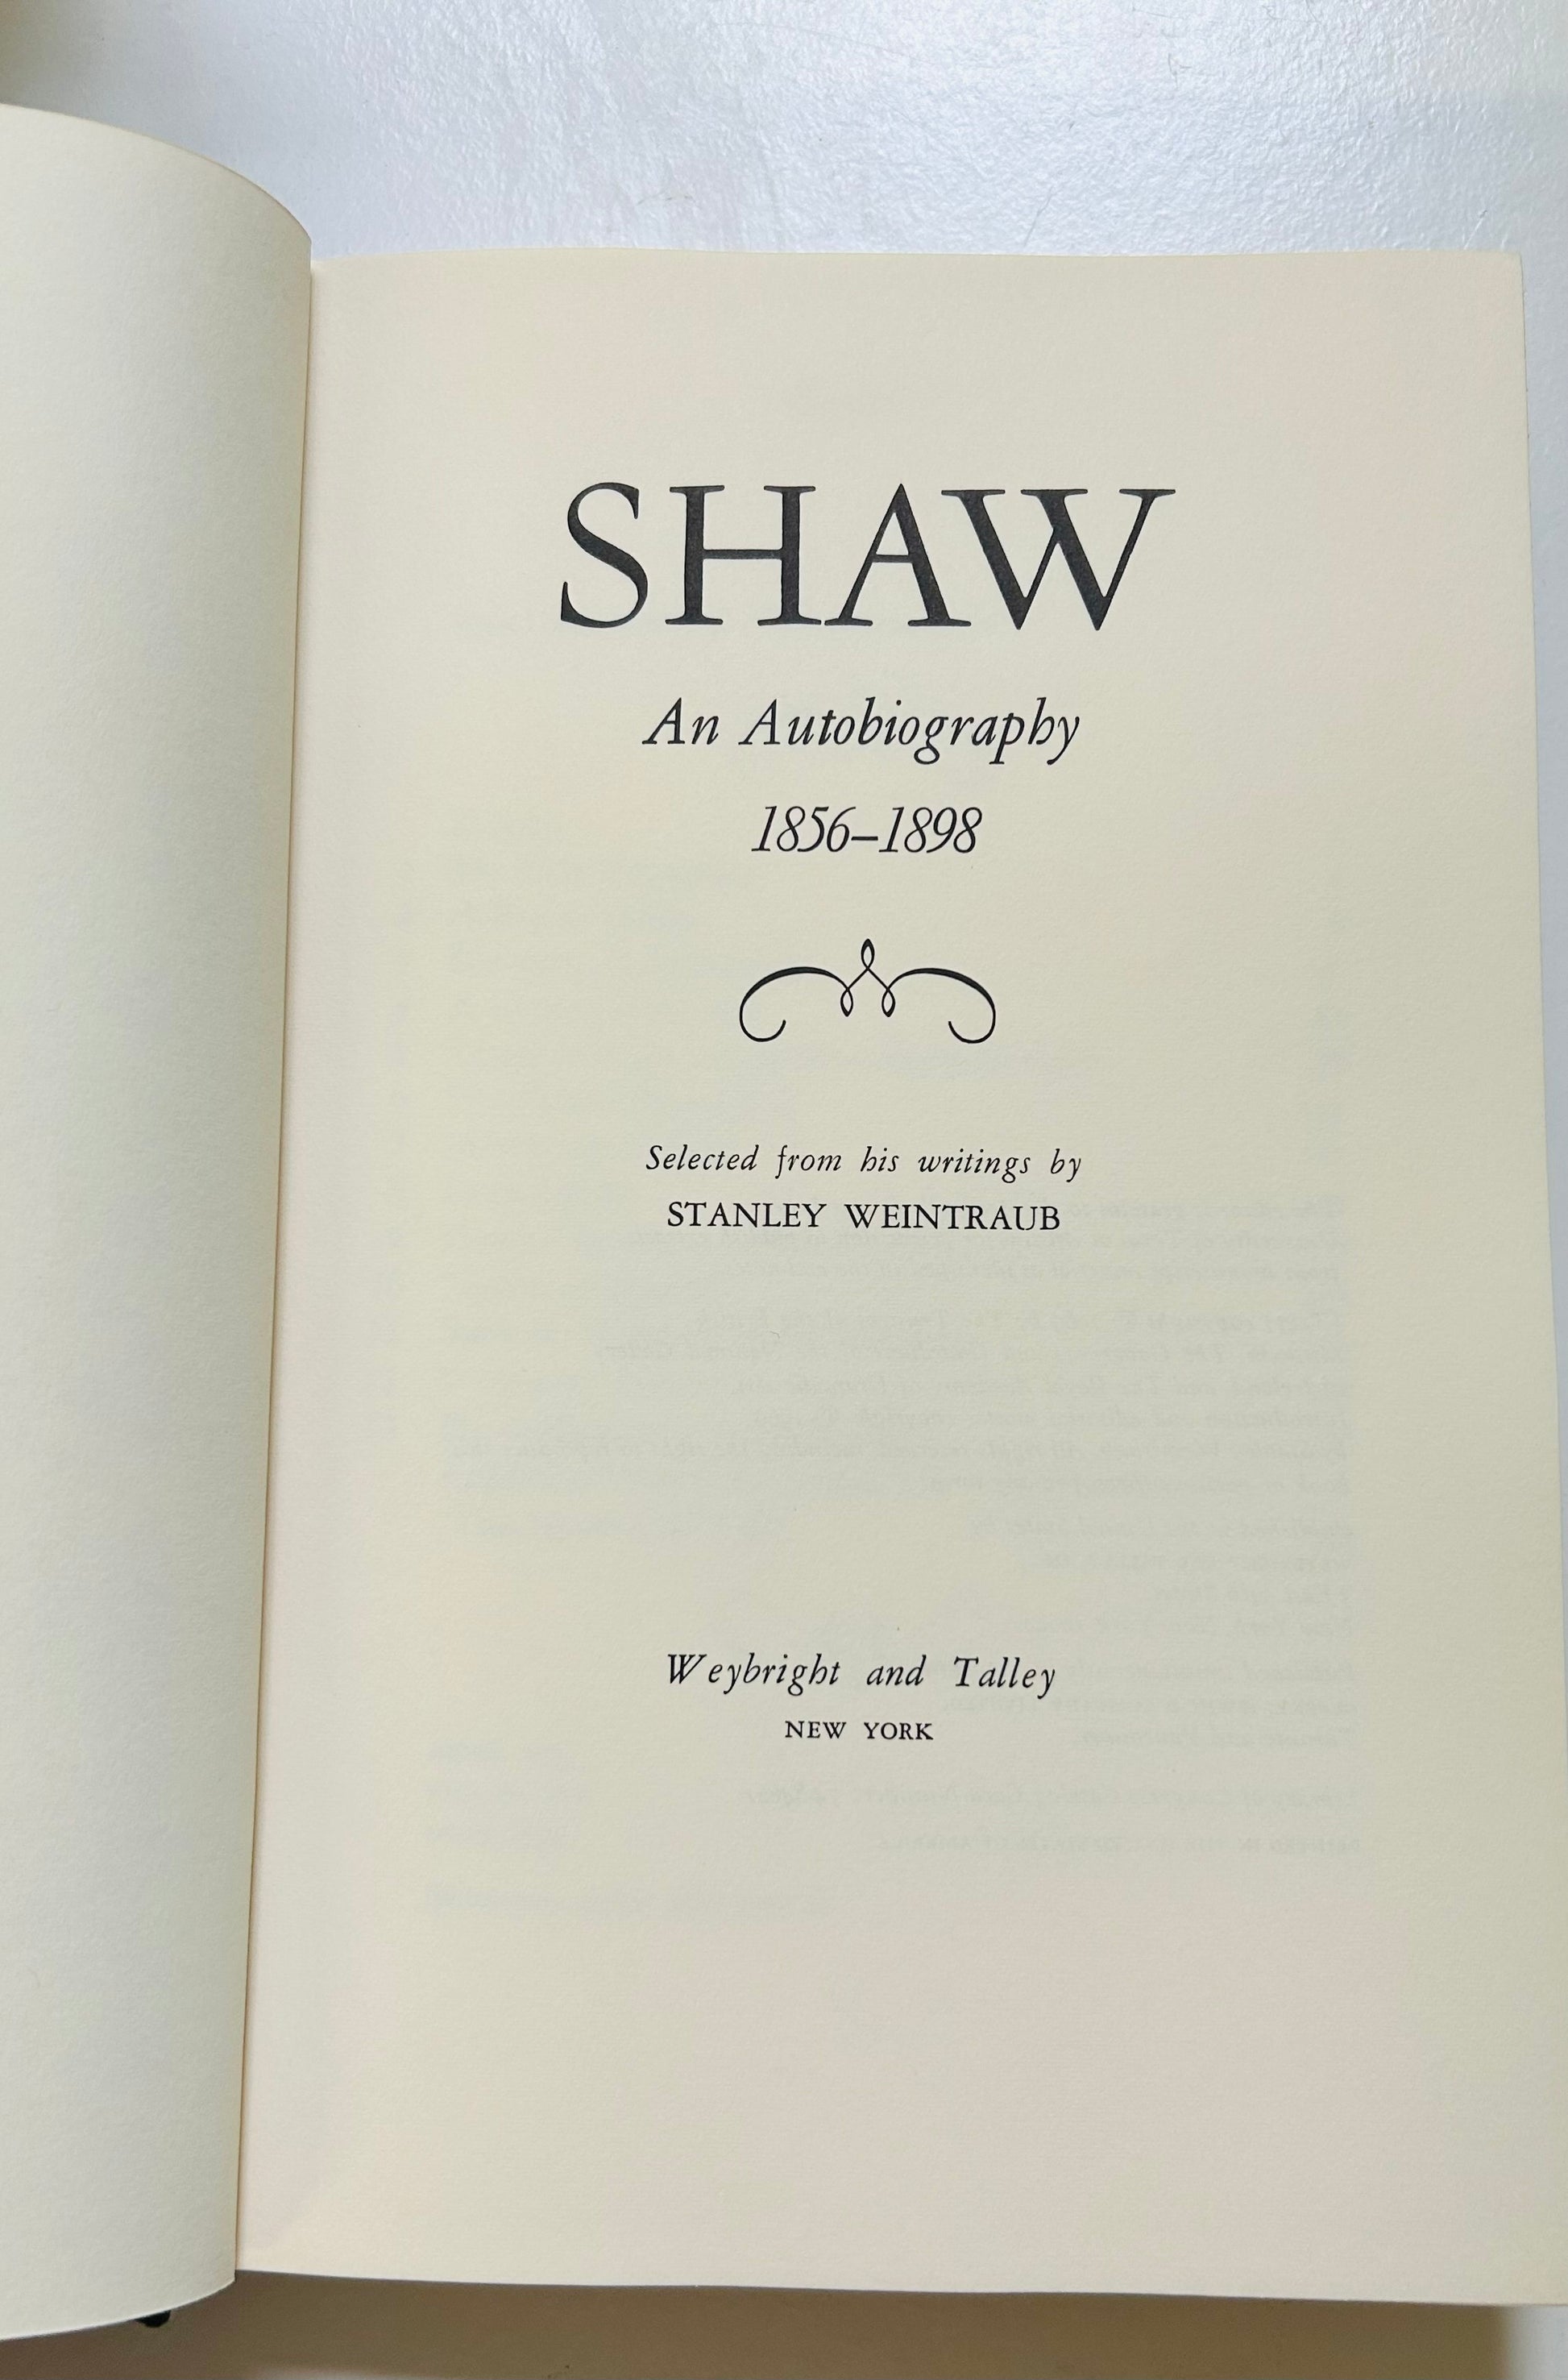 SHAW
An Autobiography
1856–1898
Selected from his writings by
STANLEY WEINTRAUB
Weybright and Talley
NEW YORK